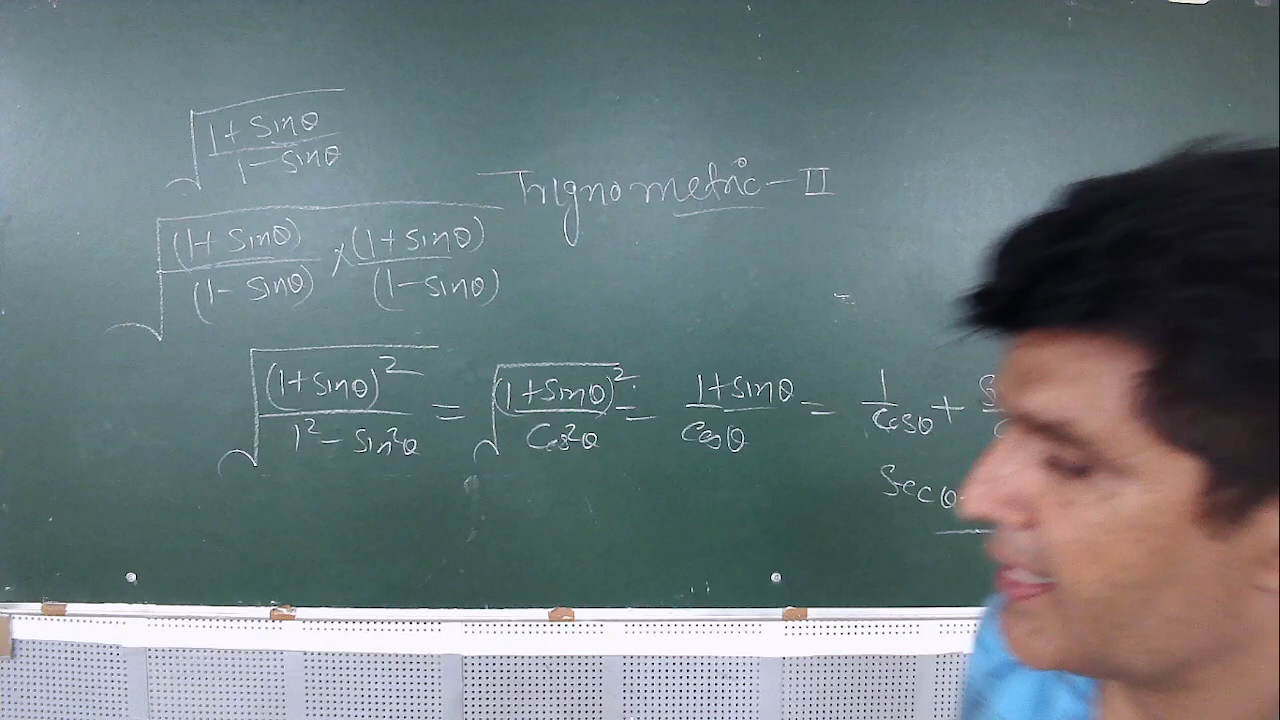 √((1+sinθ)/(1-sinθ))
Trignometric-II
√((1+sinθ)/(1-sinθ) × (1+sinθ)/(1-sinθ))
√((1+sinθ)²/(1²-sin²θ)) = √((1+sinθ)²/Cos²θ) = (1+sinθ)/cosθ = 1/cosθ +
Secθ